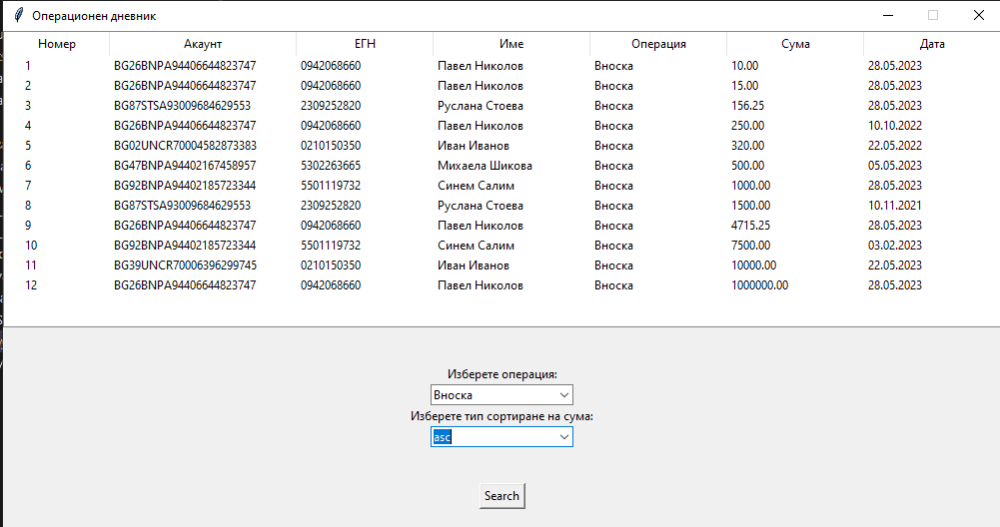 Операционен дневник
Номер Акаунт ЕГН Име Операция Сума Дата
1 BG26BNPA94406644823747 0942068660 Павел Николов Вноска 10.00 28.05.2023
2 BG26BNPA94406644823747 0942068660 Павел Николов Вноска 15.00 28.05.2023
3 BG87STSA93009684629553 2309252820 Руслана Стоева Вноска 156.25 28.05.2023
4 BG26BNPA94406644823747 0942068660 Павел Николов Вноска 250.00 10.10.2022
5 BG02UNCR70004582873383 0210150350 Иван Иванов Вноска 320.00 22.05.2022
6 BG47BNPA94402167458957 5302263665 Михаела Шикова Вноска 500.00 05.05.2023
7 BG92BNPA94402185723344 5501119732 Синем Салим Вноска 1000.00 28.05.2023
8 BG87STSA93009684629553 2309252820 Руслана Стоева Вноска 1500.00 10.11.2021
9 BG26BNPA94406644823747 0942068660 Павел Николов Вноска 4715.25 28.05.2023
10 BG92BNPA94402185723344 5501119732 Синем Салим Вноска 7500.00 03.02.2023
11 BG39UNCR70006396299745 0210150350 Иван Иванов Вноска 10000.00 22.05.2023
12 BG26BNPA94406644823747 0942068660 Павел Николов Вноска 1000000.00 28.05.2023
Изберете операция:
Вноска
Изберете тип сортиране на сума:
asc
Search